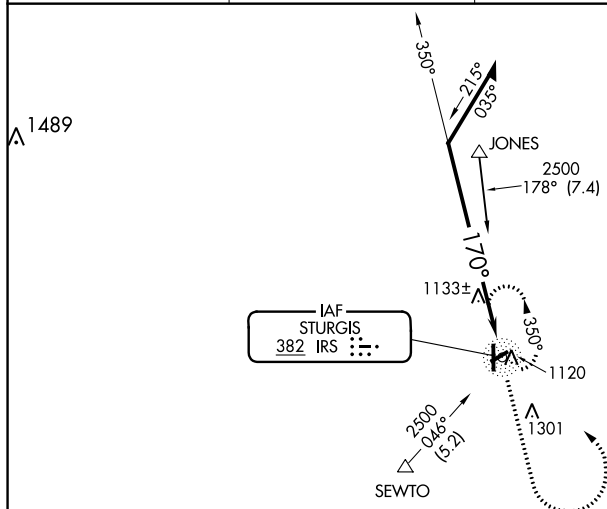 350°
215°
035°
1489
JONES
2500
178° (7.4)
170°
1133±
IAF
STURGIS
382 IRS
350°
1120
2500
046°
(5.2)
1301
SEWTO